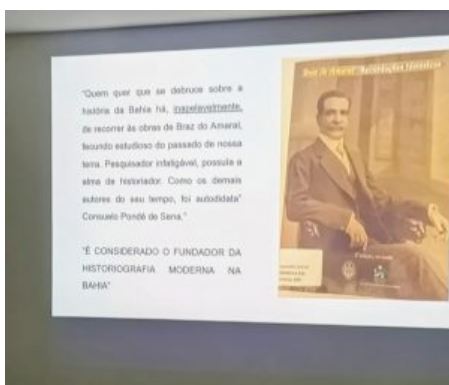 "Quem quer que se debruce sobre a
história da Bahia há, inapelavelmente,
de recorrer às obras de Braz do Amaral,
fecundo estudioso do passado de nossa
terra. Pesquisador infatigável, possuía a
alma de historiador. Como os demais
autores do seu tempo, foi autodidata"
Consuelo Pondé de Sena."
"É CONSIDERADO O FUNDADOR DA
HISTORIOGRAFIA MODERNA NA
BAHIA"
Braz do Amaral Recordações históricas